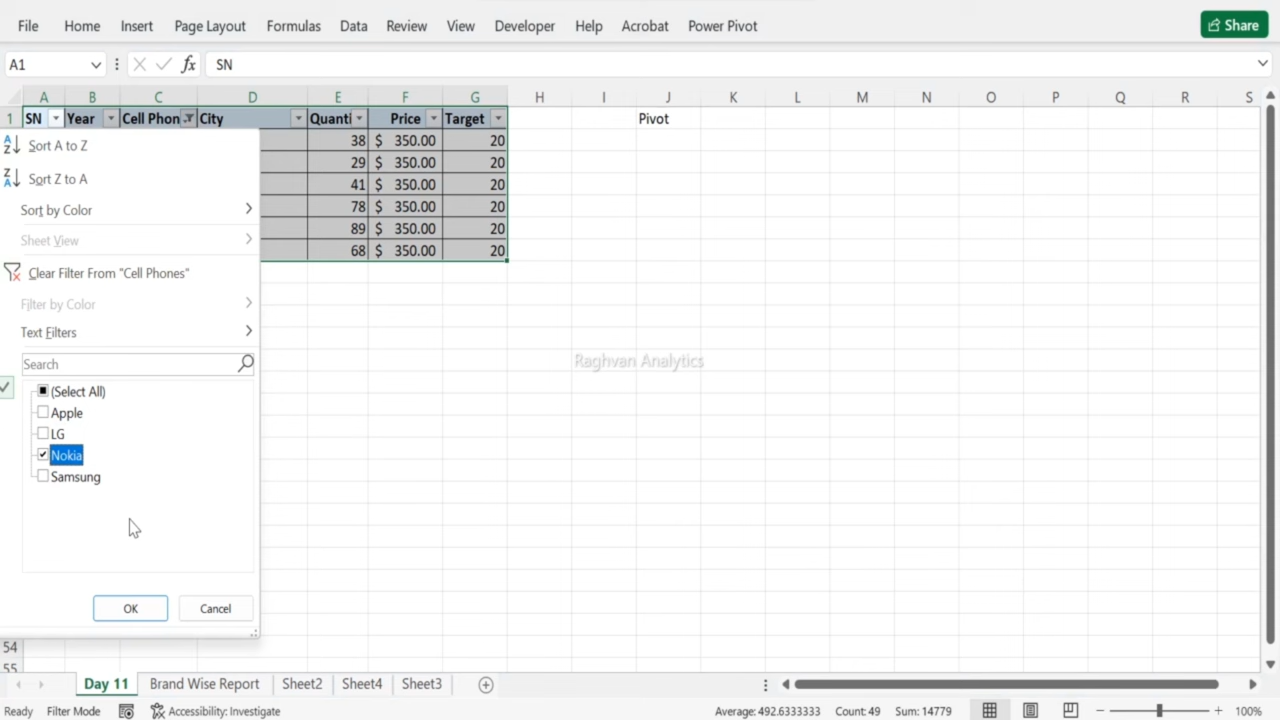 File Home Insert Page Layout Formulas Data Review View Developer Help Acrobat Power Pivot Share
A1 fx SN
A B C D E F G H I J K L M N O P Q R S
1 SN Year Cell Phon City Quanti Price Target Pivot
Sort A to Z 38 $ 350.00 20
29 $ 350.00 20
Sort Z to A 41 $ 350.00 20
Sort by Color 78 $ 350.00 20
Sheet View 89 $ 350.00 20
68 $ 350.00 20
Clear Filter From "Cell Phones"
Filter by Color
Text Filters
Search
Raghvan Analytics
(Select All)
Apple
LG
Nokia
Samsung
OK Cancel
54
55
Day 11 Brand Wise Report Sheet2 Sheet4 Sheet3
Ready Filter Mode Accessibility: Investigate Average: 492.6333333 Count: 49 Sum: 14779 100%